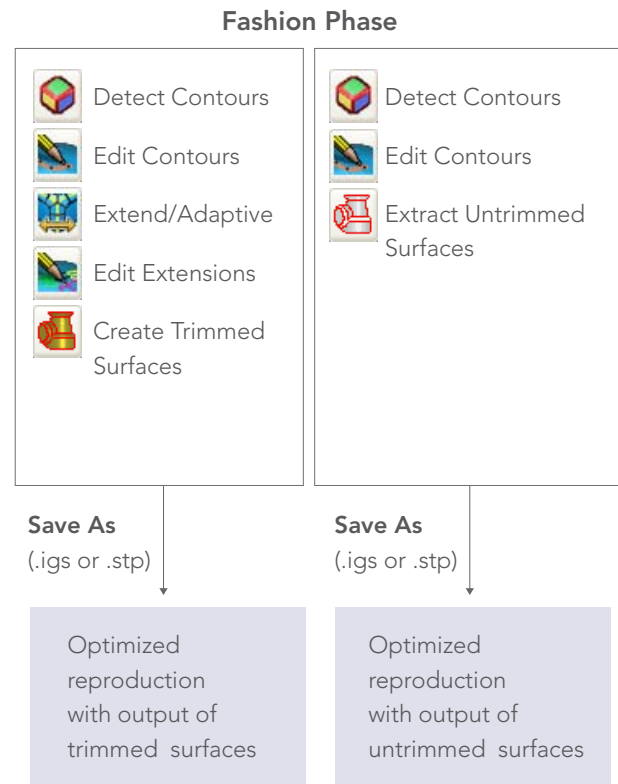 Fashion Phase
Detect Contours
Edit Contours
Extend/Adaptive
Edit Extensions
Create Trimmed
Surfaces
Save As
(.igs or .stp)
Optimized
reproduction
with output of
trimmed surfaces
Detect Contours
Edit Contours
Extract Untrimmed
Surfaces
Save As
(.igs or .stp)
Optimized
reproduction
with output of
untrimmed surfaces